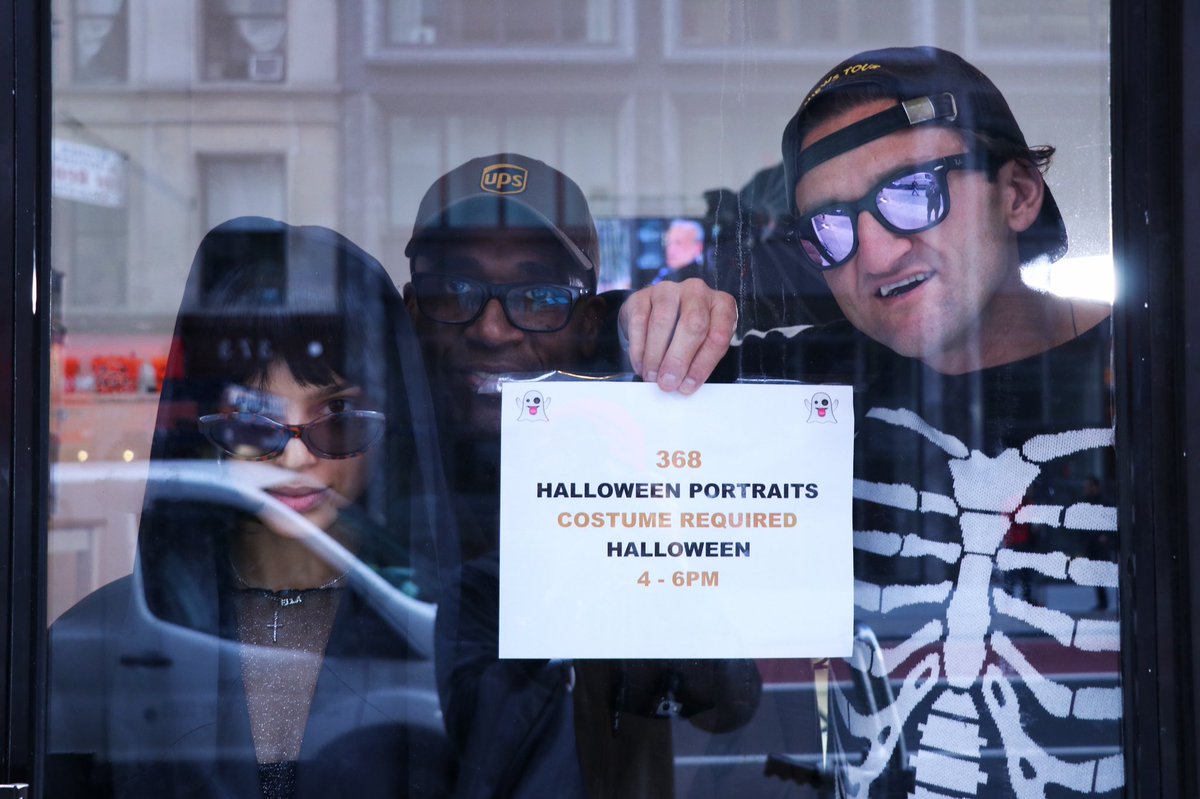 ups
368
HALLOWEEN PORTRAITS
COSTUME REQUIRED
HALLOWEEN
4 - 6PM